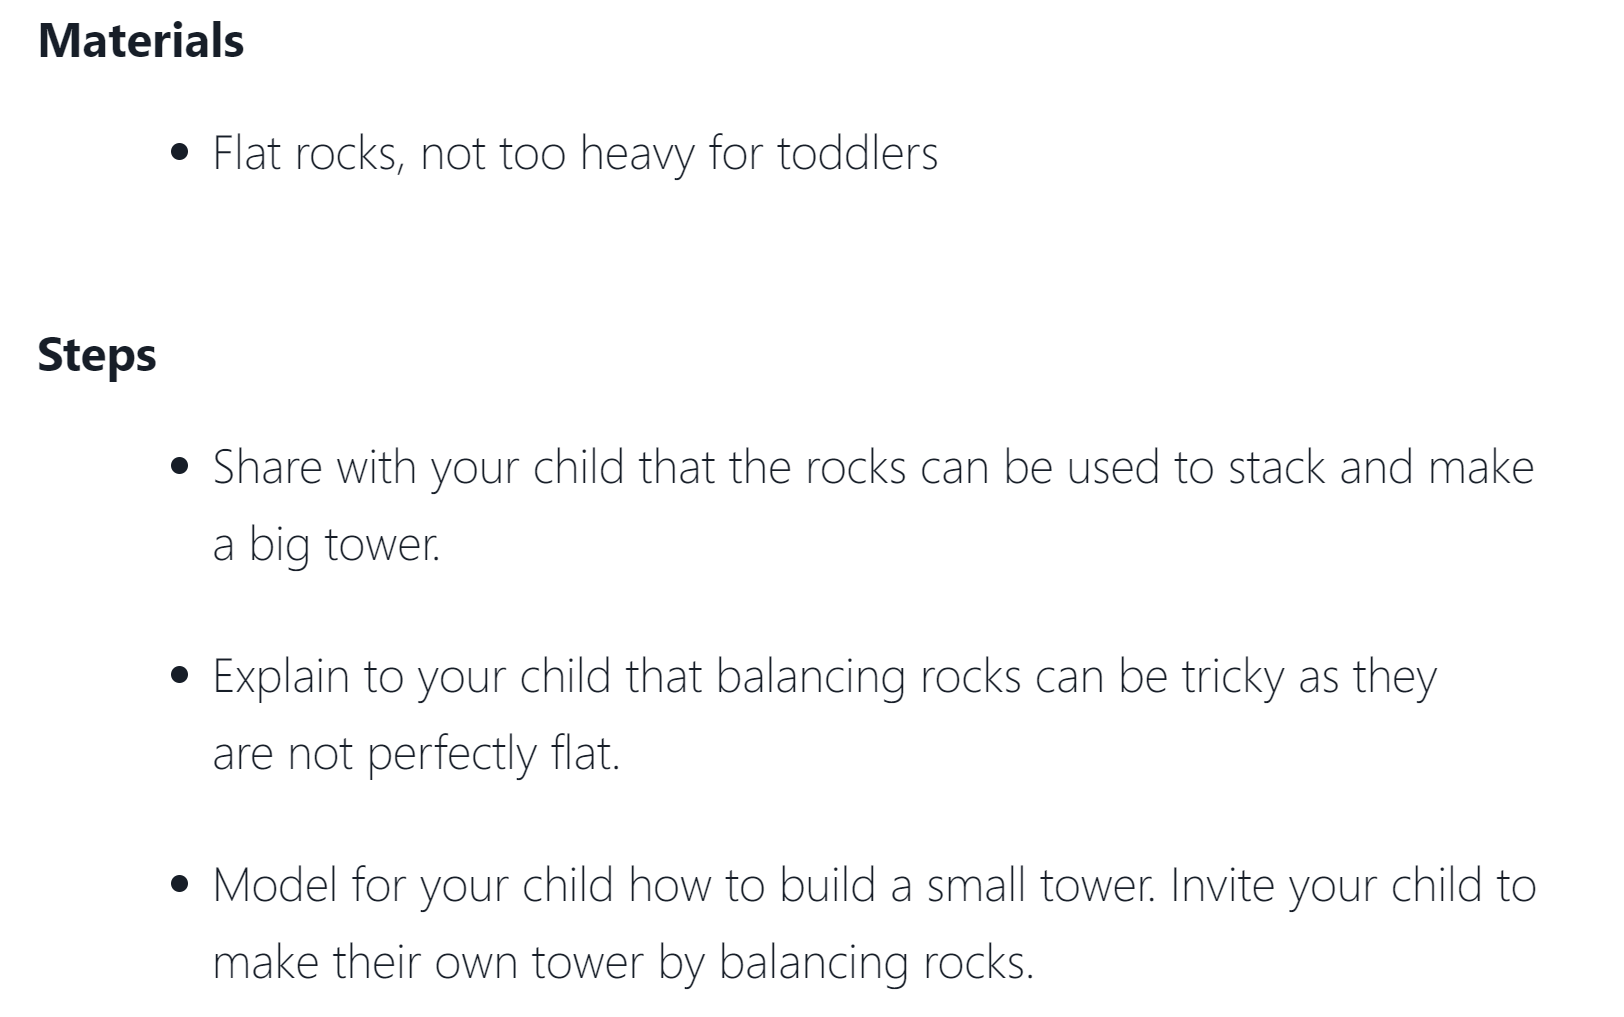 Materials
• Flat rocks, not too heavy for toddlers
Steps
• Share with your child that the rocks can be used to stack and make
a big tower.
• Explain to your child that balancing rocks can be tricky as they
are not perfectly flat.
• Model for your child how to build a small tower. Invite your child to
make their own tower by balancing rocks.